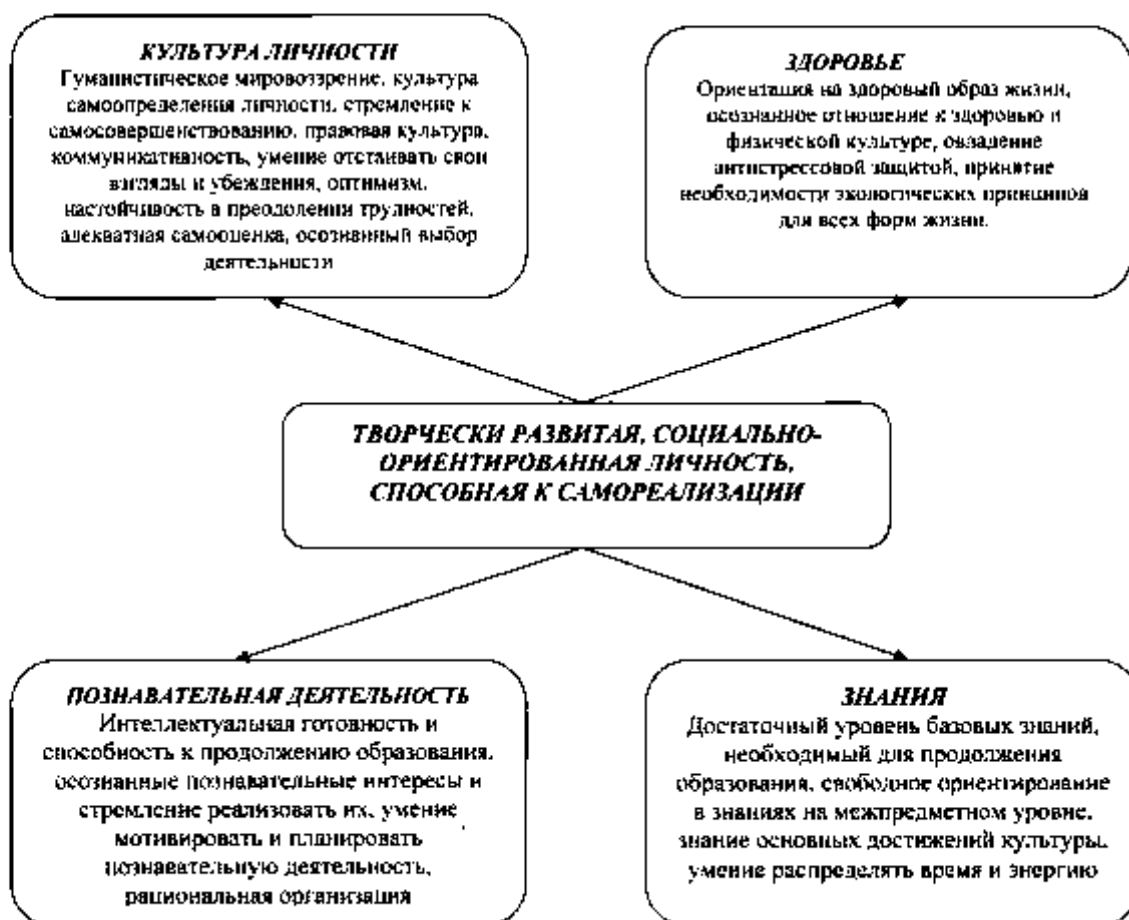 КУЛЬТУРА ЛИЧНОСТИ
Гуманистическое мировоззрение, культура
самоопределения личности, стремление к
самосовершенствованию, правовая культура,
коммуникативность, умение отстаивать свои
взгляды и убеждения, оптимизм,
настойчивость в преодоления трудностей,
адекватная самооценка, осознанный выбор
деятельности
ЗДОРОВЬЕ
Ориентация на здоровый образ жизни,
осознанное отношение к здоровью и
физической культуре, овладение
антистрессовой защитой, принятие
необходимости экологических принципов
для всех форм жизни.
ТВОРЧЕСКИ РАЗВИТАЯ, СОЦИАЛЬНО-
ОРИЕНТИРОВАННАЯ ЛИЧНОСТЬ,
СПОСОБНАЯ К САМОРЕАЛИЗАЦИИ
ПОЗНАВАТЕЛЬНАЯ ДЕЯТЕЛЬНОСТЬ
Интеллектуальная готовность и
способность к продолжению образования,
осознанные познавательные интересы и
стремление реализовать их, умение
мотивировать и планировать
познавательную деятельность,
рациональная организация
ЗНАНИЯ
Достаточный уровень базовых знаний,
необходимый для продолжения
образования, свободное ориентирование
в знаниях на межпредметном уровне,
знание основных достижений культуры,
умение распределять время и энергию